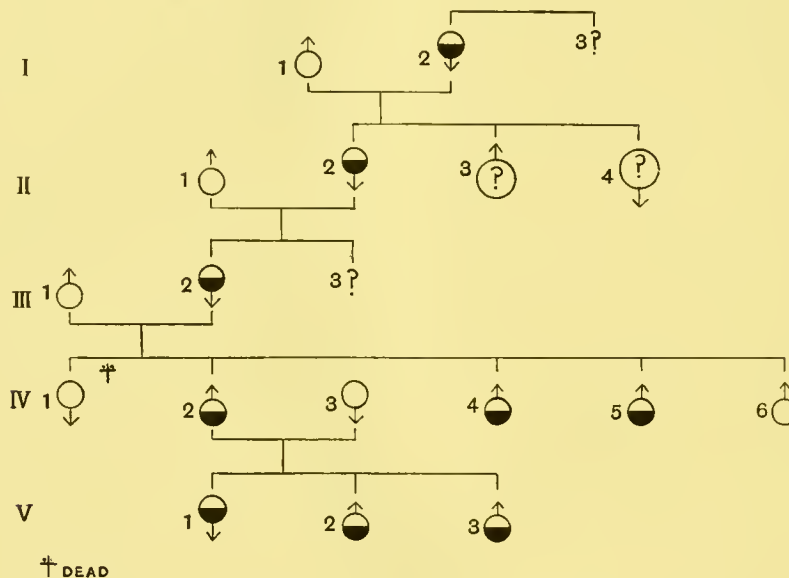 I 1 2 3?
II 1 2 3 ? 4 ?
III 1 2 3?
IV 1 † 2 3 4 5 6
V 1 2 3
† DEAD